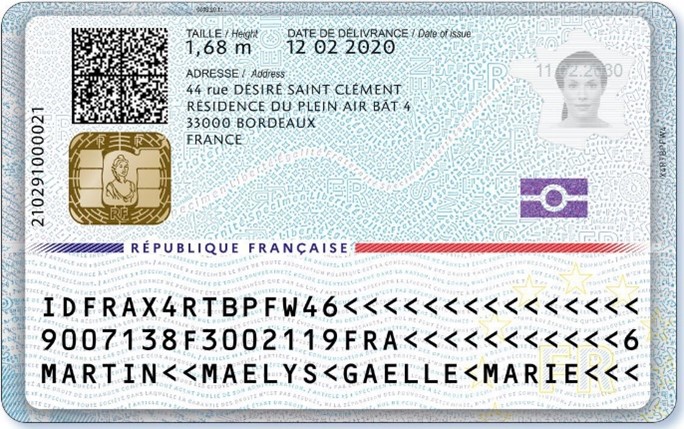 TAILLE / Height DATE DE DÉLIVRANCE / Date of issue
1,68 m 12 02 2020
11 02 2030
ADRESSE / Address
44 rue DÉSIRÉ SAINT CLÉMENT
RÉSIDENCE DU PLEIN AIR BÂT 4
33000 BORDEAUX
FRANCE
210291000021
X4RTBPFW4
RF
RÉPUBLIQUE FRANÇAISE
IDFRAX4RTBPFW46<<<<<<<<<<<<<<<
9007138F3002119FRA<<<<<<<<<<<6
MARTIN<<MAELYS<GAELLE<MARIE<<<
FR